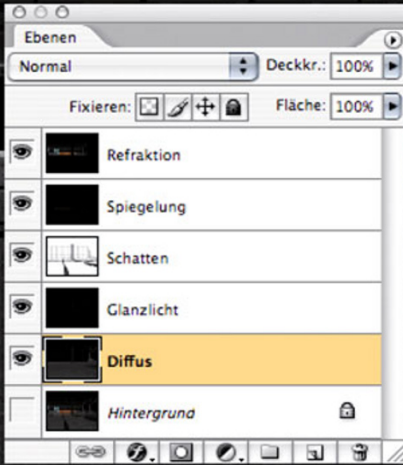 Ebenen
Normal Deckkr.: 100%
Fixieren: Fläche: 100%
Refraktion
Spiegelung
Schatten
Glanzlicht
Diffus
Hintergrund